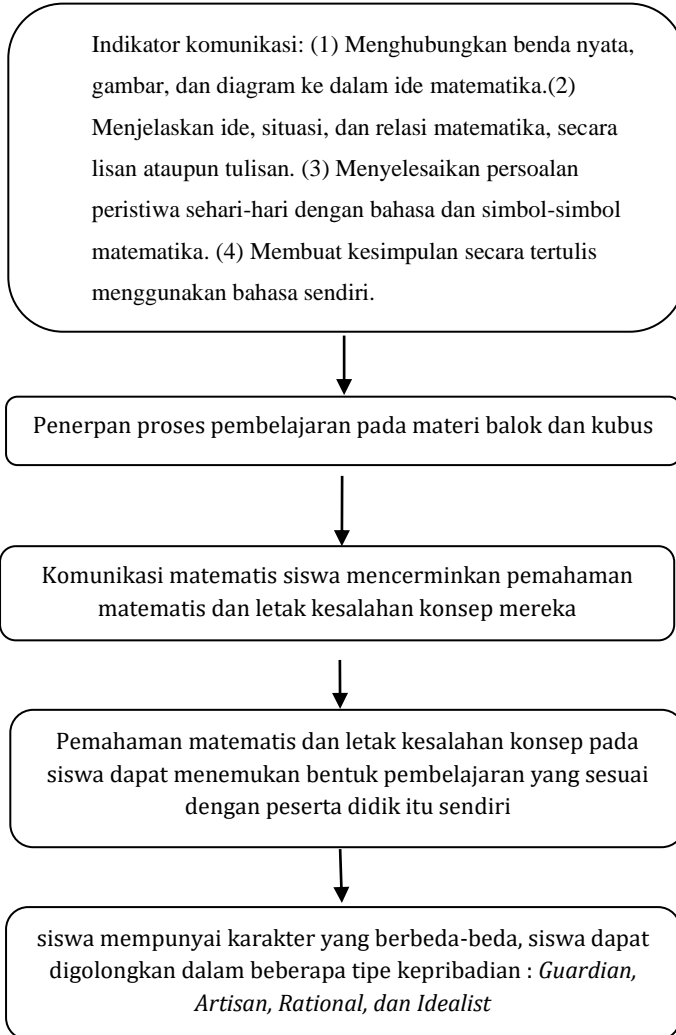 Indikator komunikasi: (1) Menghubungkan benda nyata,
gambar, dan diagram ke dalam ide matematika.(2)
Menjelaskan ide, situasi, dan relasi matematika, secara
lisan ataupun tulisan. (3) Menyelesaikan persoalan
peristiwa sehari-hari dengan bahasa dan simbol-simbol
matematika. (4) Membuat kesimpulan secara tertulis
menggunakan bahasa sendiri.
Penerpan proses pembelajaran pada materi balok dan kubus
Komunikasi matematis siswa mencerminkan pemahaman
matematis dan letak kesalahan konsep mereka
Pemahaman matematis dan letak kesalahan konsep pada
siswa dapat menemukan bentuk pembelajaran yang sesuai
dengan peserta didik itu sendiri
siswa mempunyai karakter yang berbeda-beda, siswa dapat
digolongkan dalam beberapa tipe kepribadian : Guardian,
Artisan, Rational, dan Idealist